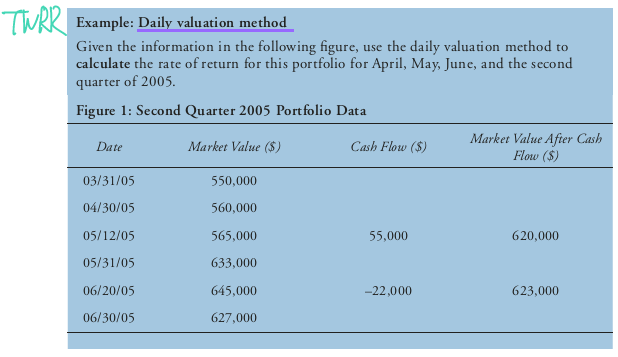 TWRR
Example: Daily valuation method
Given the information in the following figure, use the daily valuation method to
calculate the rate of return for this portfolio for April, May, June, and the second
quarter of 2005.
Figure 1: Second Quarter 2005 Portfolio Data
Date Market Value ($) Cash Flow ($) Market Value After Cash
Flow ($)
03/31/05 550,000
04/30/05 560,000
05/12/05 565,000 55,000 620,000
05/31/05 633,000
06/20/05 645,000 –22,000 623,000
06/30/05 627,000